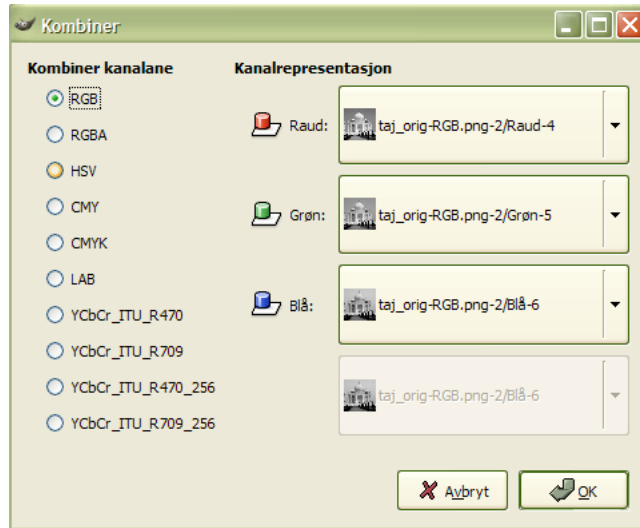 Kombiner
Kombiner kanalane
Kanalrepresentasjon
RGB
RGBA
HSV
CMY
CMYK
LAB
YCbCr_ITU_R470
YCbCr_ITU_R709
YCbCr_ITU_R470_256
YCbCr_ITU_R709_256
Raud: taj_orig-RGB.png-2/Raud-4
Grøn: taj_orig-RGB.png-2/Grøn-5
Blå: taj_orig-RGB.png-2/Blå-6
taj_orig-RGB.png-2/Blå-6
Avbryt
OK